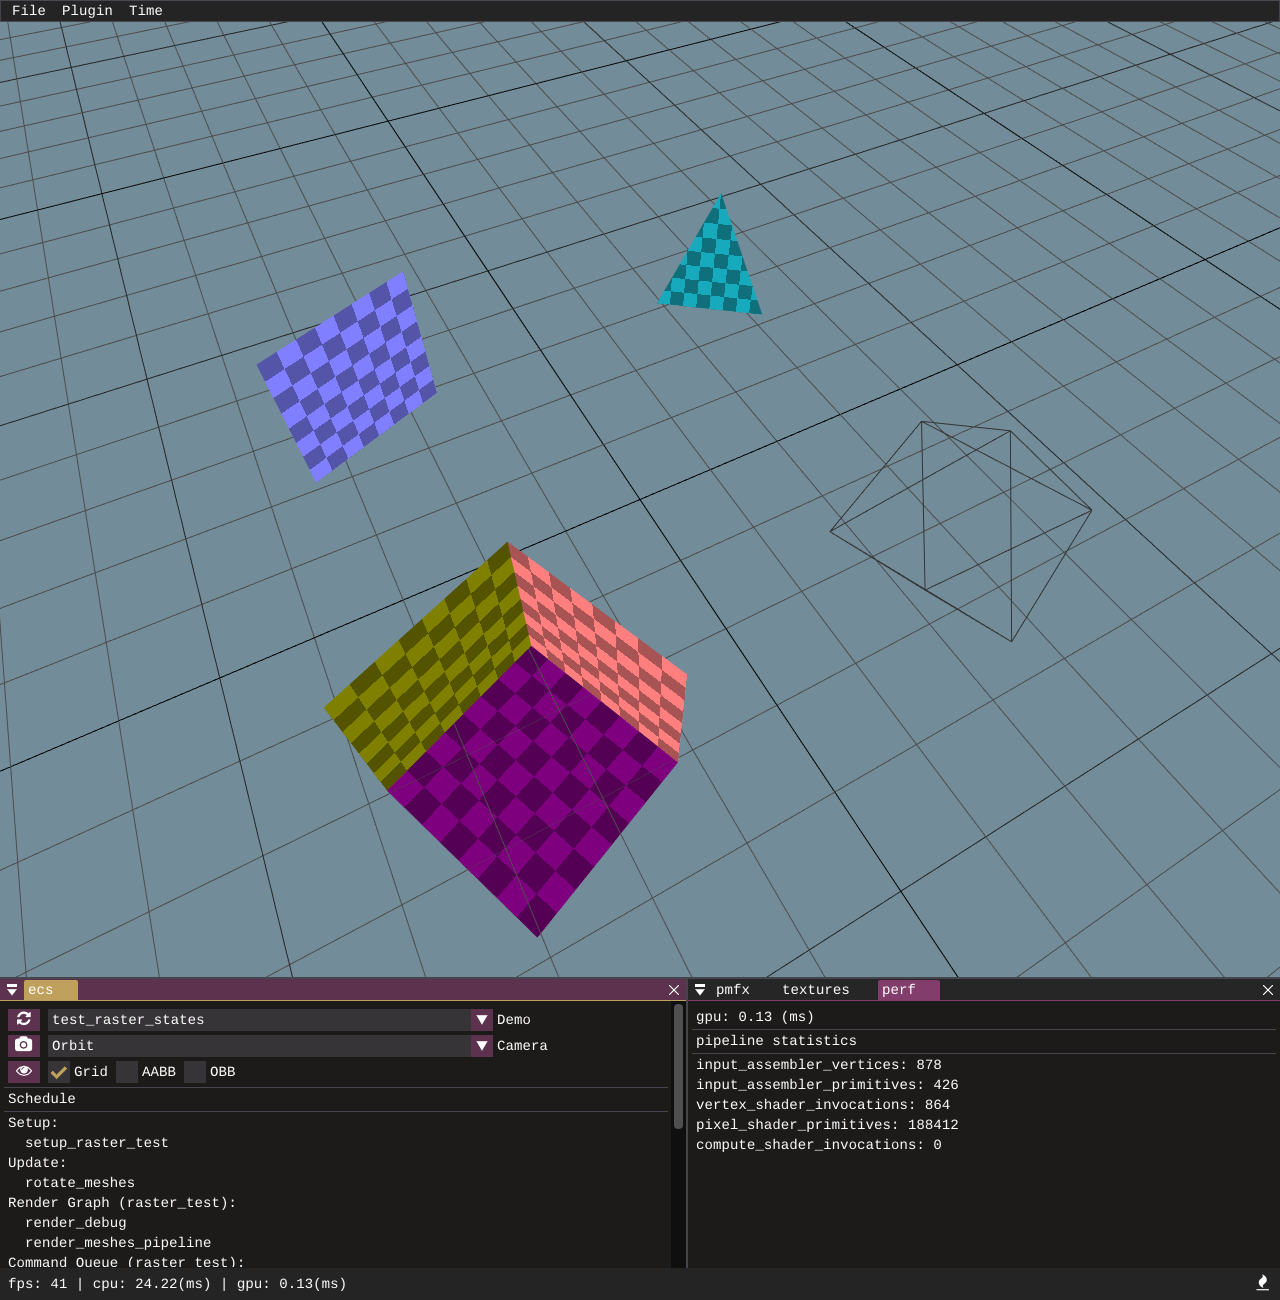 File Plugin Time
ecs
test_raster_states Demo
Orbit Camera
Grid AABB OBB
Schedule
Setup:
setup_raster_test
Update:
rotate_meshes
Render Graph (raster_test):
render_debug
render_meshes_pipeline
Command Queue (raster_test):
pmfx textures perf
gpu: 0.13 (ms)
pipeline statistics
input_assembler_vertices: 878
input_assembler_primitives: 426
vertex_shader_invocations: 864
pixel_shader_primitives: 188412
compute_shader_invocations: 0
fps: 41 | cpu: 24.22(ms) | gpu: 0.13(ms)